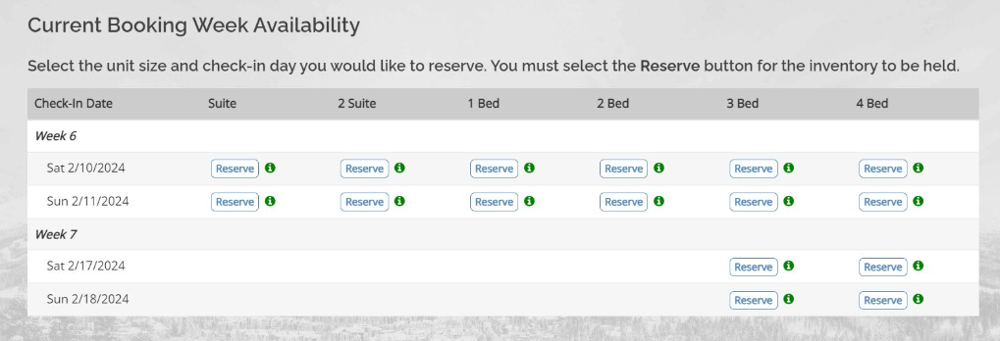 Current Booking Week Availability
Select the unit size and check-in day you would like to reserve. You must select the Reserve button for the inventory to be held.
Check-In Date Suite 2 Suite 1 Bed 2 Bed 3 Bed 4 Bed
Week 6
Sat 2/10/2024 Reserve Reserve Reserve Reserve Reserve Reserve
Sun 2/11/2024 Reserve Reserve Reserve Reserve Reserve Reserve
Week 7
Sat 2/17/2024 Reserve Reserve
Sun 2/18/2024 Reserve Reserve